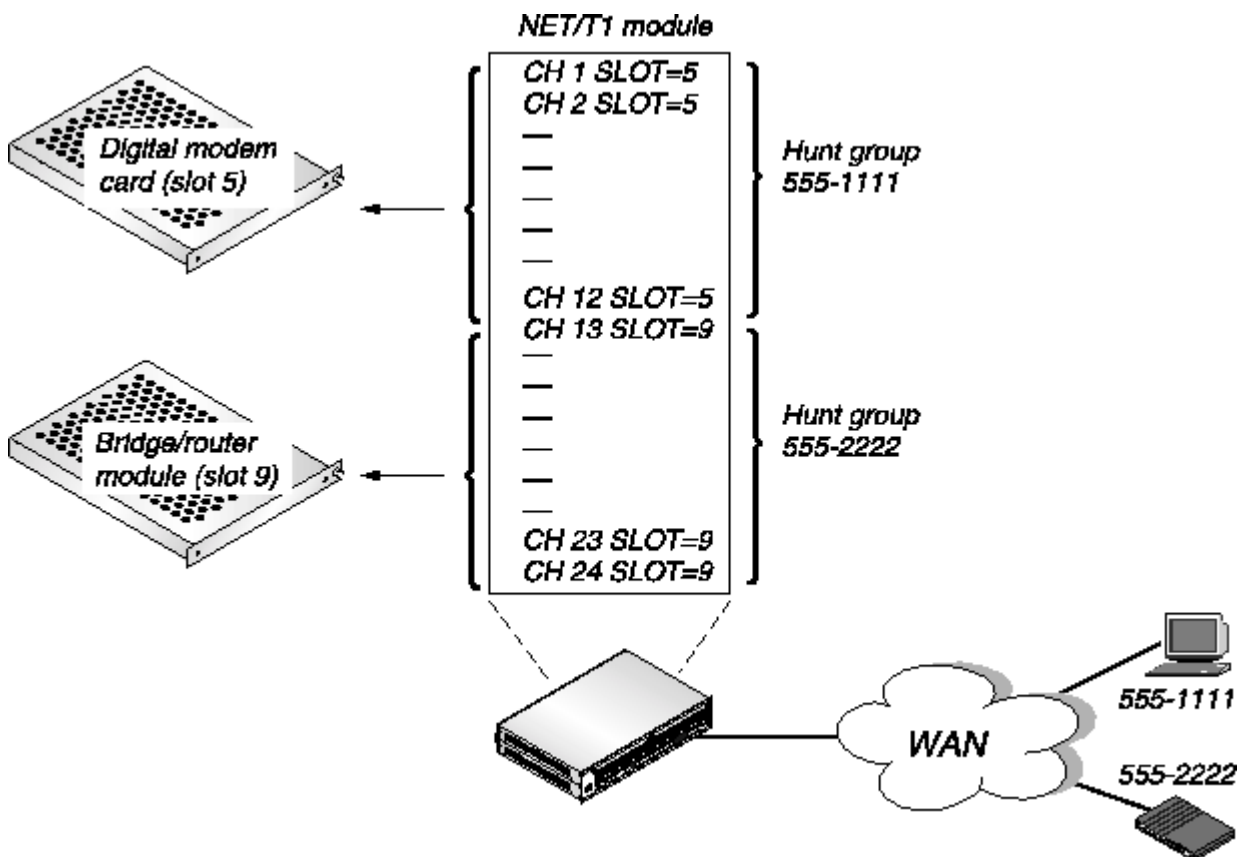 NET/T1 module
CH 1 SLOT=5
CH 2 SLOT=5
Digital modem
card (slot 5)
Hunt group
555-1111
CH 12 SLOT=5
CH 13 SLOT=9
Bridge/router
module (slot 9)
Hunt group
555-2222
CH 23 SLOT=9
CH 24 SLOT=9
WAN
555-1111
555-2222